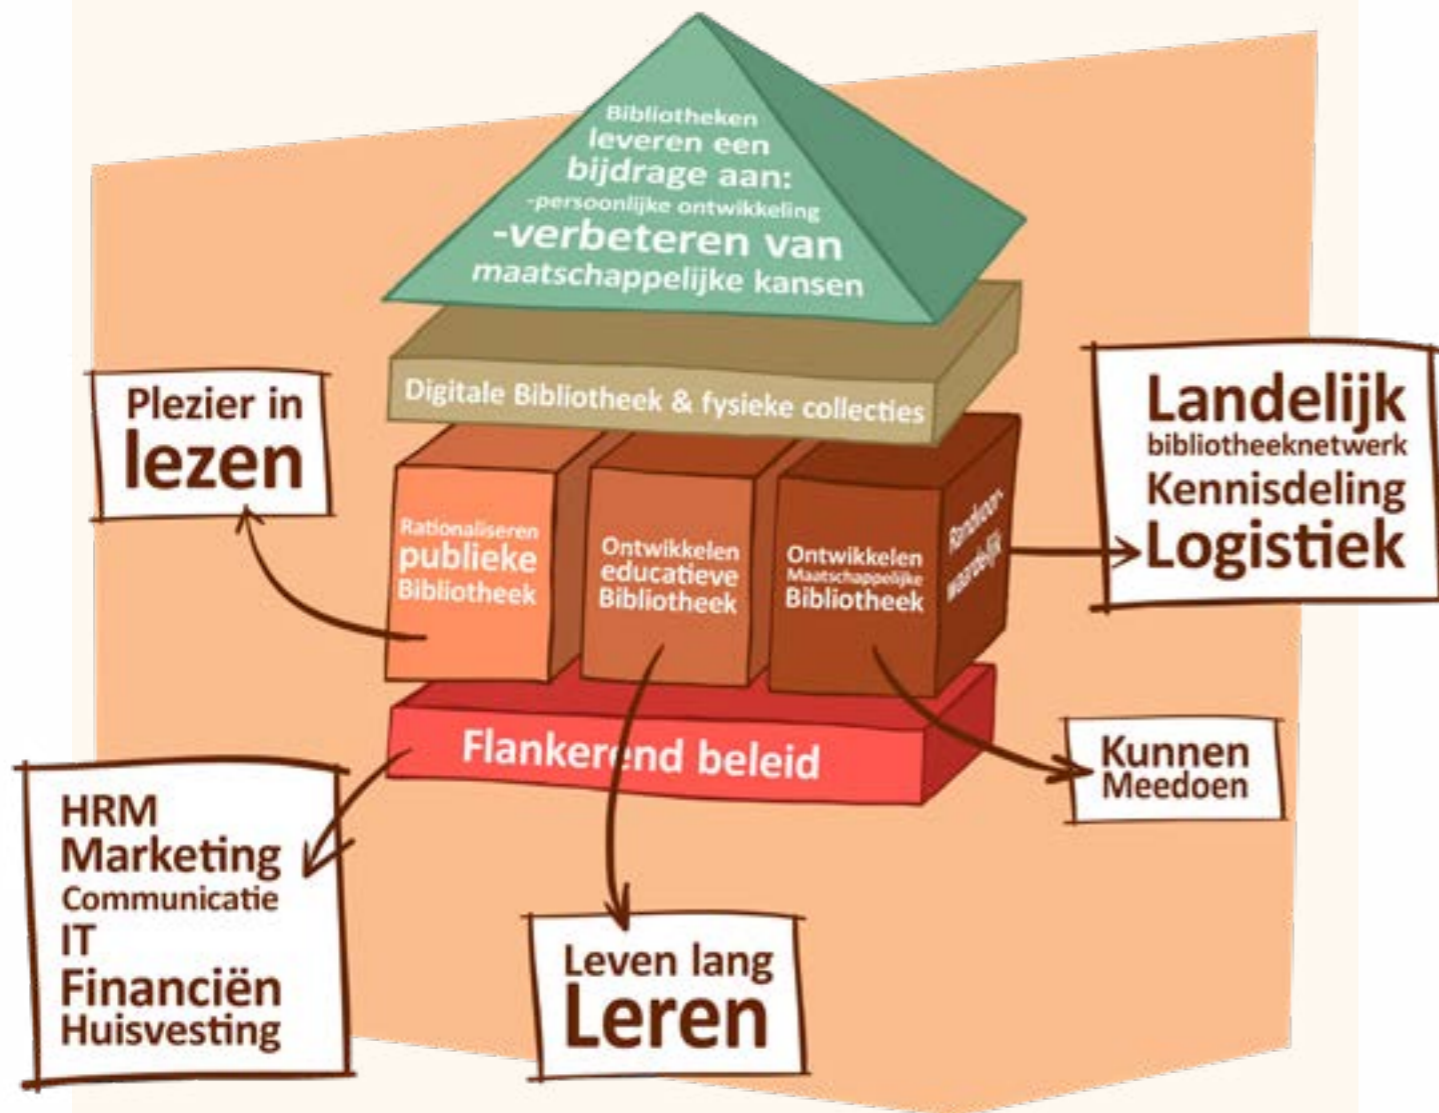 Bibliotheken
leveren een
bijdrage aan:
-persoonlijke ontwikkeling
-verbeteren van
maatschappelijke kansen
Digitale Bibliotheek & fysieke collecties
Plezier in
lezen
Rationaliseren
publieke
Bibliotheek
Ontwikkelen
educatieve
Bibliotheek
Ontwikkelen
Maatschappelijke
Bibliotheek
Randvoor-
waardelijk
Landelijk
bibliotheeknetwerk
Kennisdeling
Logistiek
Flankerend beleid
Kunnen
Meedoen
HRM
Marketing
Communicatie
IT
Financiën
Huisvesting
Leven lang
Leren